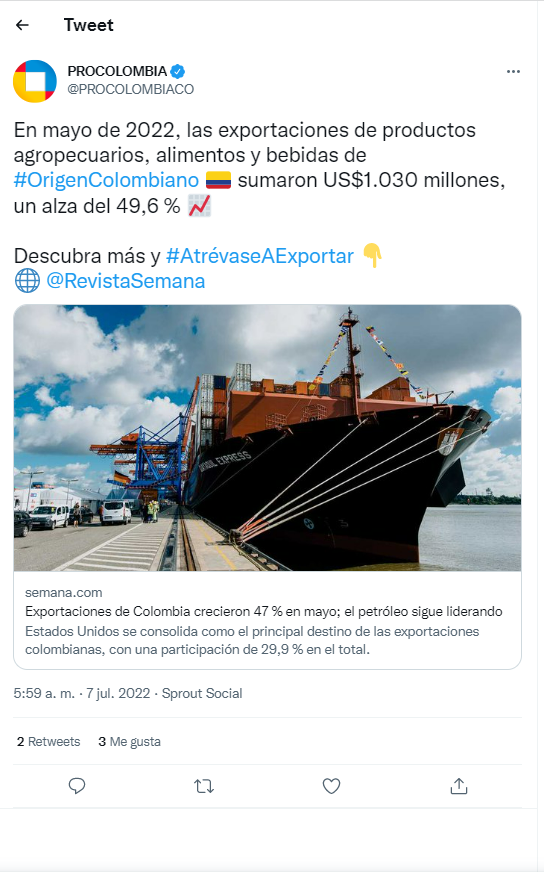 Tweet
PROCOLOMBIA
@PROCOLOMBIACO
En mayo de 2022, las exportaciones de productos
agropecuarios, alimentos y bebidas de
#OrigenColombiano 🇨🇴 sumaron US$1.030 millones,
un alza del 49,6 % 📈
Descubra más y #AtrévaseAExportar 👇
🌐 @RevistaSemana
EXPRESS
semana.com
Exportaciones de Colombia crecieron 47 % en mayo; el petróleo sigue liderando
Estados Unidos se consolida como el principal destino de las exportaciones
colombianas, con una participación de 29,9 % en el total.
5:59 a. m. · 7 jul. 2022 · Sprout Social
2 Retweets 3 Me gusta